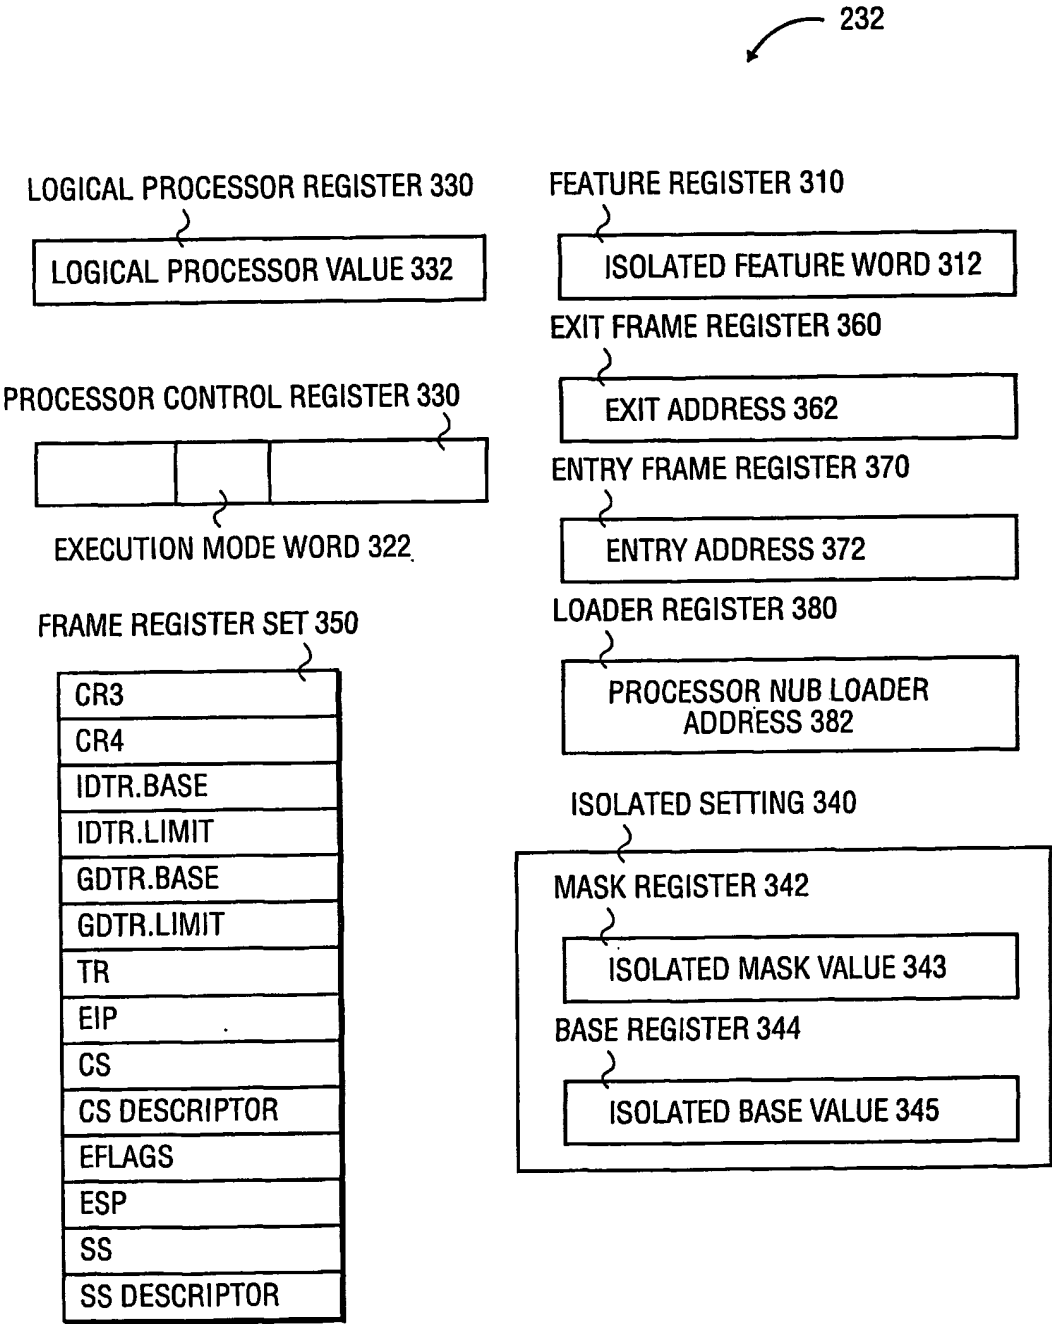 232
LOGICAL PROCESSOR REGISTER 330
LOGICAL PROCESSOR VALUE 332
PROCESSOR CONTROL REGISTER 330
EXECUTION MODE WORD 322
FRAME REGISTER SET 350
CR3
CR4
IDTR.BASE
IDTR.LIMIT
GDTR.BASE
GDTR.LIMIT
TR
EIP
CS
CS DESCRIPTOR
EFLAGS
ESP
SS
SS DESCRIPTOR
FEATURE REGISTER 310
ISOLATED FEATURE WORD 312
EXIT FRAME REGISTER 360
EXIT ADDRESS 362
ENTRY FRAME REGISTER 370
ENTRY ADDRESS 372
LOADER REGISTER 380
PROCESSOR NUB LOADER
ADDRESS 382
ISOLATED SETTING 340
MASK REGISTER 342
ISOLATED MASK VALUE 343
BASE REGISTER 344
ISOLATED BASE VALUE 345